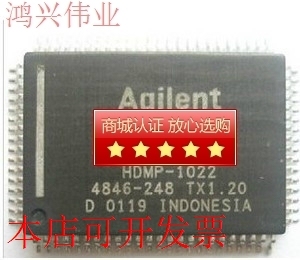 鸿兴伟业
Agilent
商城认证 放心选购
HDMP-1022
4846-248 TX1.20
D 0119 INDONESIA
本店可开发票